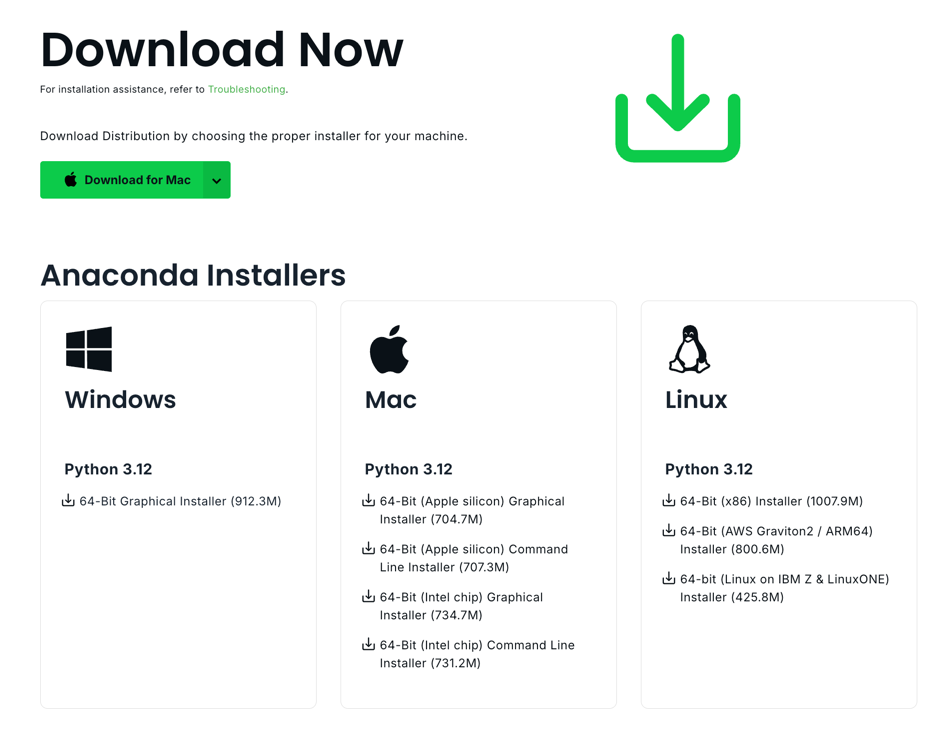 Download Now
For installation assistance, refer to Troubleshooting.
Download Distribution by choosing the proper installer for your machine.
Download for Mac
Anaconda Installers
Windows
Python 3.12
64-Bit Graphical Installer (912.3M)
Mac
Python 3.12
64-Bit (Apple silicon) Graphical
Installer (704.7M)
64-Bit (Apple silicon) Command
Line Installer (707.3M)
64-Bit (Intel chip) Graphical
Installer (734.7M)
64-Bit (Intel chip) Command Line
Installer (731.2M)
Linux
Python 3.12
64-Bit (x86) Installer (1007.9M)
64-Bit (AWS Graviton2 / ARM64)
Installer (800.6M)
64-bit (Linux on IBM Z & LinuxONE)
Installer (425.8M)